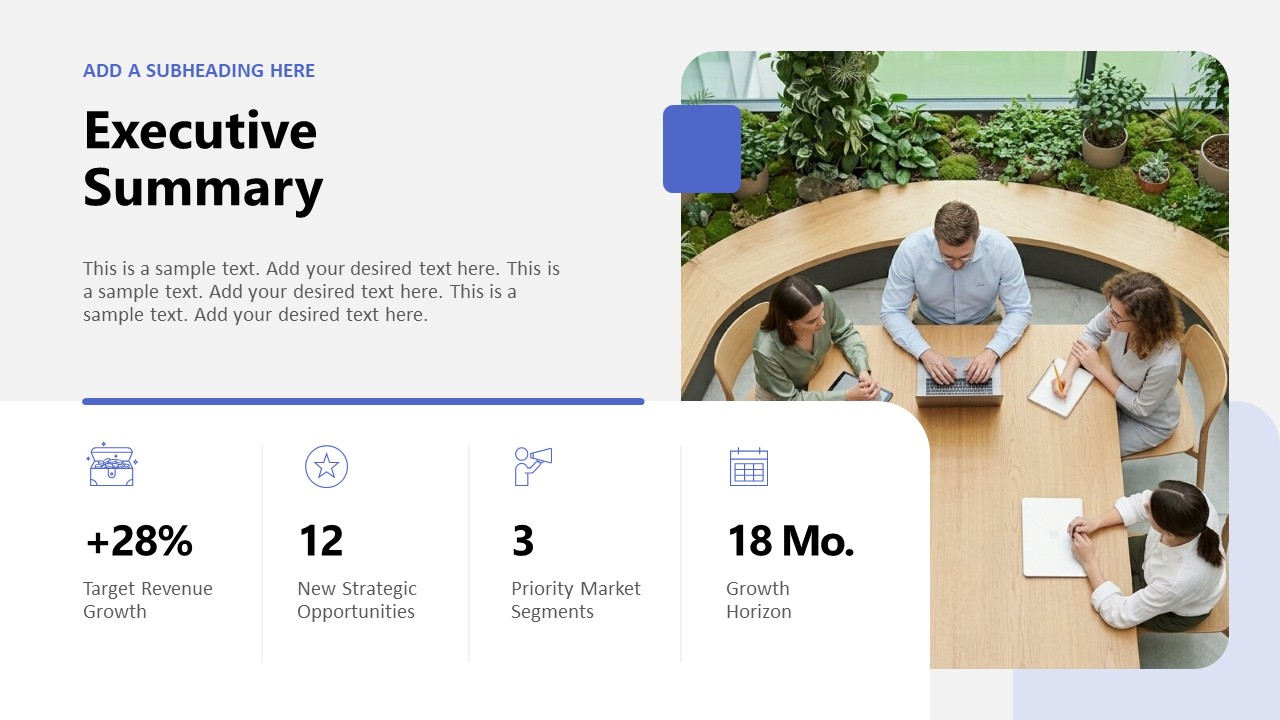 ADD A SUBHEADING HERE
Executive
Summary
This is a sample text. Add your desired text here. This is
a sample text. Add your desired text here. This is a
sample text. Add your desired text here.
+28%
Target Revenue
Growth
12
New Strategic
Opportunities
3
Priority Market
Segments
18 Mo.
Growth
Horizon